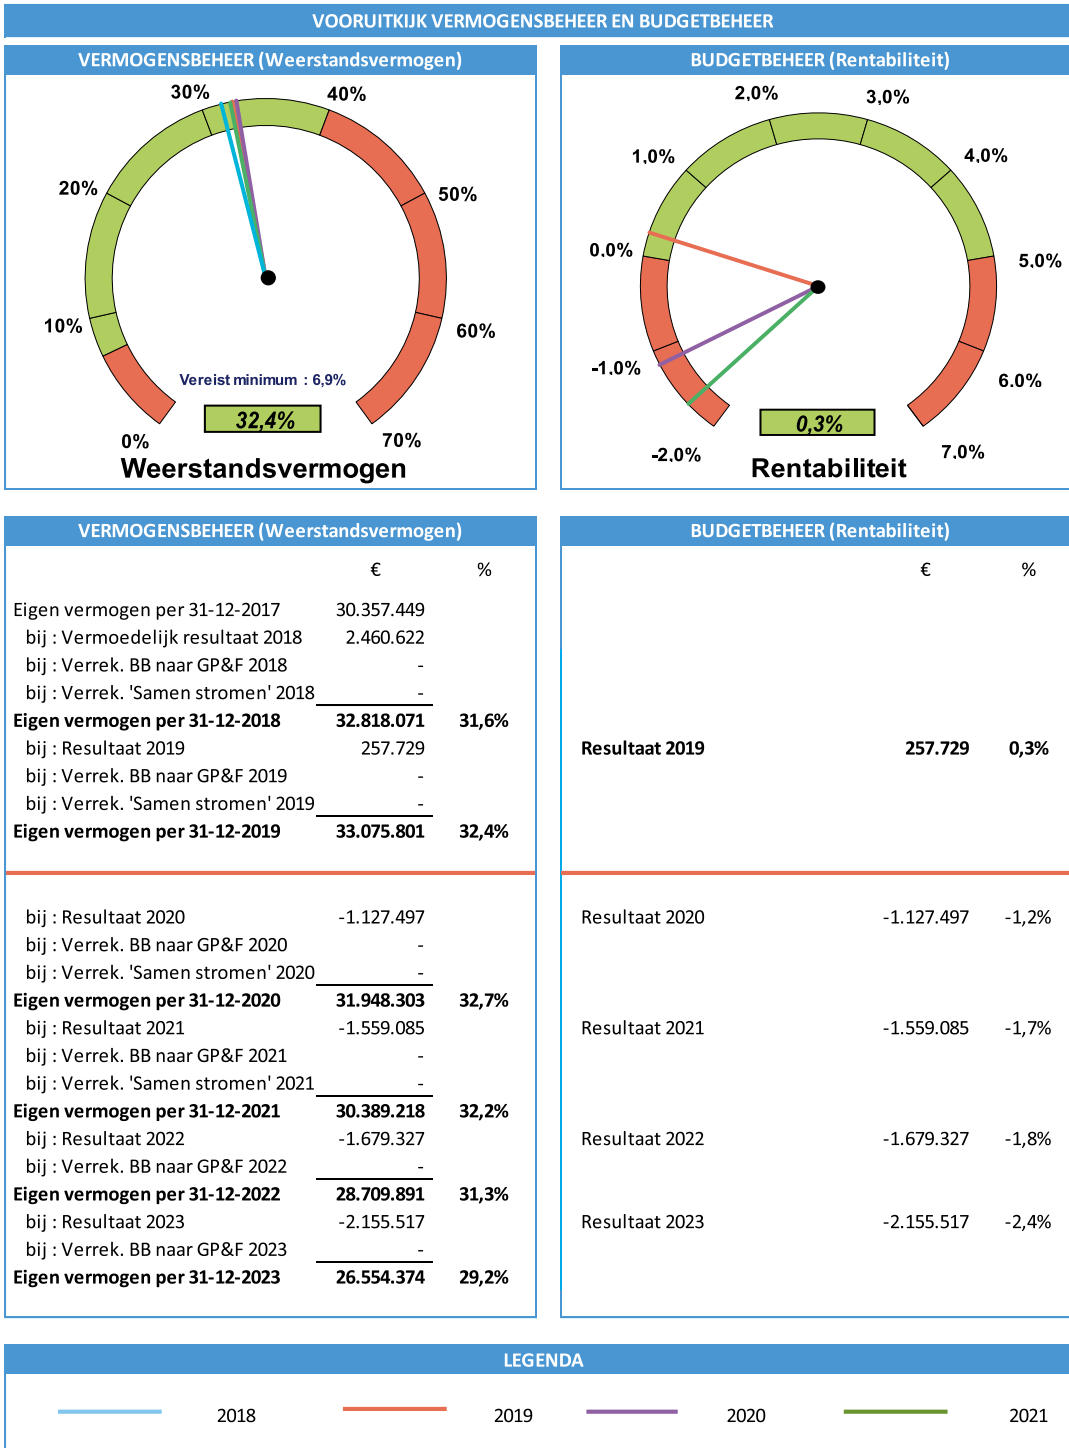 VOORUITKIJK VERMOGENSBEHEER EN BUDGETBEHEER
VERMOGENSBEHEER (Weerstandsvermogen)
30%
40%
20%
50%
10%
60%
Vereist minimum : 6,9%
32,4%
0%
70%
Weerstandsvermogen
BUDGETBEHEER (Rentabiliteit)
2,0%
3,0%
1,0%
4,0%
0.0%
5,0%
-1.0%
6.0%
0,3%
-2.0%
7,0%
Rentabiliteit
VERMOGENSBEHEER (Weerstandsvermogen)
€ %
Eigen vermogen per 31-12-2017 30.357.449
bij : Vermoedelijk resultaat 2018 2.460.622
bij : Verrek. BB naar GP&F 2018 -
bij : Verrek. 'Samen stromen' 2018 -
Eigen vermogen per 31-12-2018 32.818.071 31,6%
bij : Resultaat 2019 257.729
bij : Verrek. BB naar GP&F 2019 -
bij : Verrek. 'Samen stromen' 2019 -
Eigen vermogen per 31-12-2019 33.075.801 32,4%
bij : Resultaat 2020 -1.127.497
bij : Verrek. BB naar GP&F 2020 -
bij : Verrek. 'Samen stromen' 2020 -
Eigen vermogen per 31-12-2020 31.948.303 32,7%
bij : Resultaat 2021 -1.559.085
bij : Verrek. BB naar GP&F 2021 -
bij : Verrek. 'Samen stromen' 2021 -
Eigen vermogen per 31-12-2021 30.389.218 32,2%
bij : Resultaat 2022 -1.679.327
bij : Verrek. BB naar GP&F 2022 -
Eigen vermogen per 31-12-2022 28.709.891 31,3%
bij : Resultaat 2023 -2.155.517
bij : Verrek. BB naar GP&F 2023 -
Eigen vermogen per 31-12-2023 26.554.374 29,2%
BUDGETBEHEER (Rentabiliteit)
€ %
Resultaat 2019 257.729 0,3%
Resultaat 2020 -1.127.497 -1,2%
Resultaat 2021 -1.559.085 -1,7%
Resultaat 2022 -1.679.327 -1,8%
Resultaat 2023 -2.155.517 -2,4%
LEGENDA
2018 2019 2020 2021